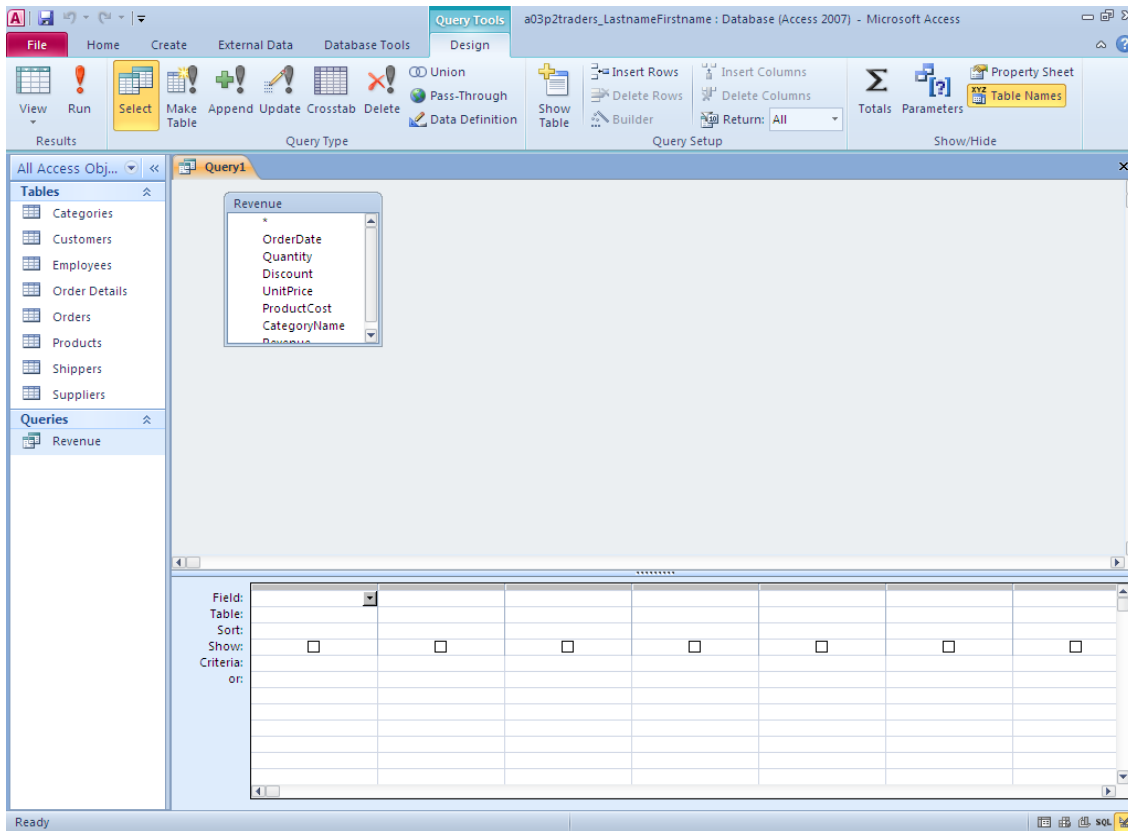 A
Query Tools
a03p2traders_LastnameFirstname : Database (Access 2007) - Microsoft Access
File Home Create External Data Database Tools Design
View
Run
Select
Make Table
Append
Update
Crosstab
Delete
Union
Pass-Through
Data Definition
Show Table
Insert Rows
Delete Rows
Builder
Insert Columns
Delete Columns
Return: All
Totals
Parameters
Property Sheet
XYZ Table Names
Results Query Type Query Setup Show/Hide
All Access Obj... «
Query1
Tables
Categories
Customers
Employees
Order Details
Orders
Products
Shippers
Suppliers
Queries
Revenue
Revenue
*
OrderDate
Quantity
Discount
UnitPrice
ProductCost
CategoryName
Revenue
Field:
Table:
Sort:
Show:
Criteria:
or:
Ready
SQL